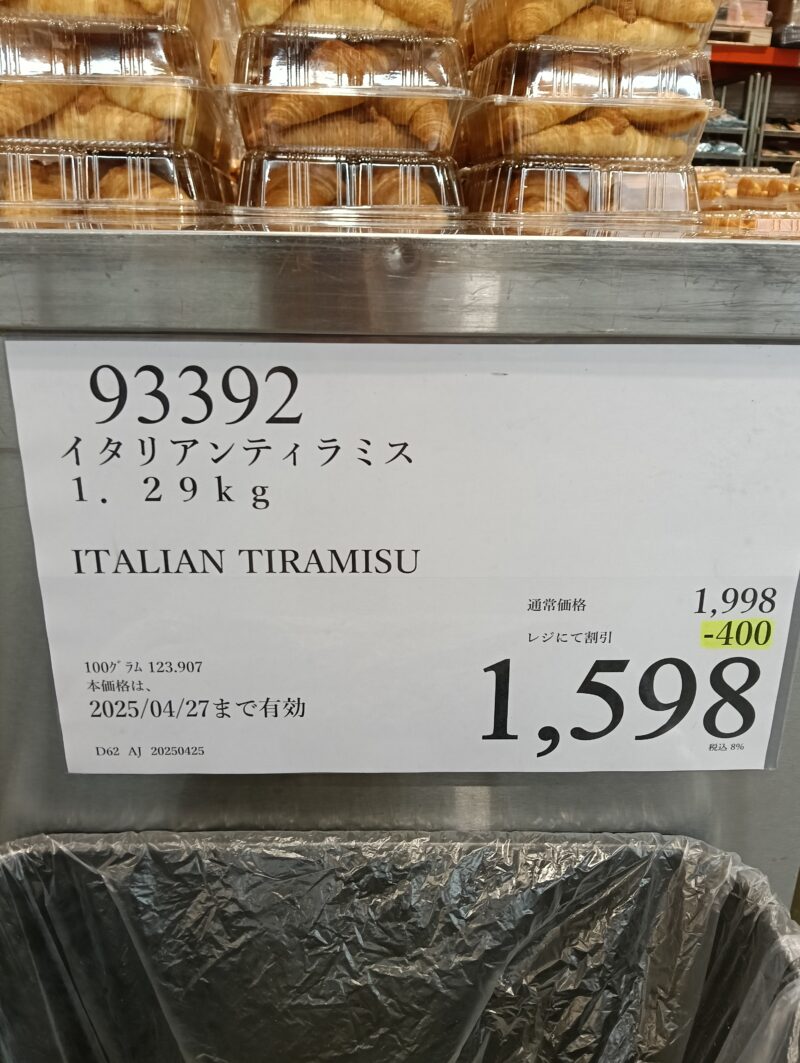 93392
イタリアンティラミス
1.29kg
ITALIAN TIRAMISU
通常価格 1,998
レジにて割引 -400
1,598
税込 8%
100グラム 123.907
本価格は、
2025/04/27まで有効
D62 AJ 20250425